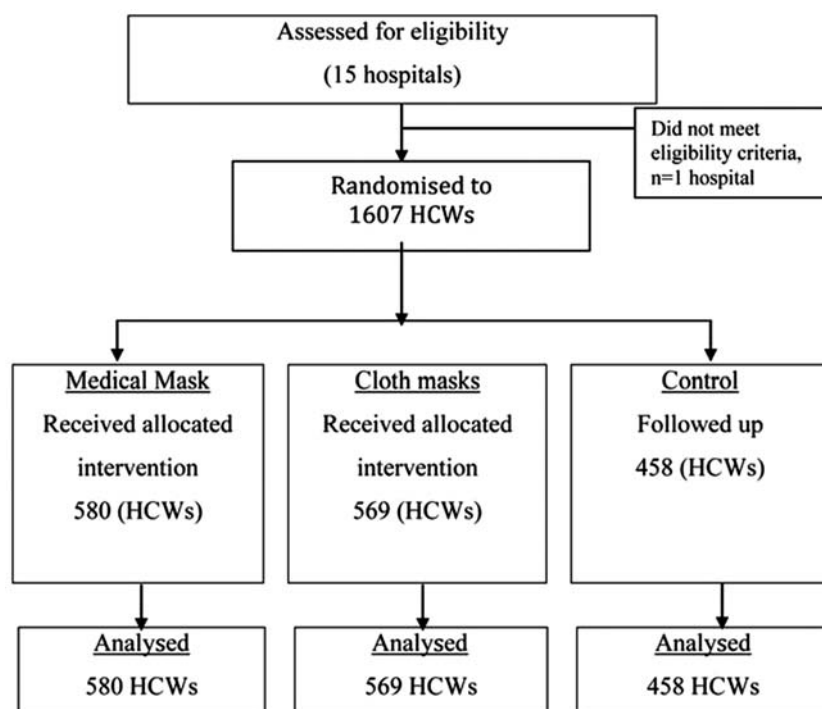 Assessed for eligibility
(15 hospitals)
Did not meet
eligibility criteria,
n=1 hospital
Randomised to
1607 HCWs
Medical Mask
Received allocated
intervention
580 (HCWs)
Cloth masks
Received allocated
intervention
569 (HCWs)
Control
Followed up
458 (HCWs)
Analysed
580 HCWs
Analysed
569 HCWs
Analysed
458 HCWs